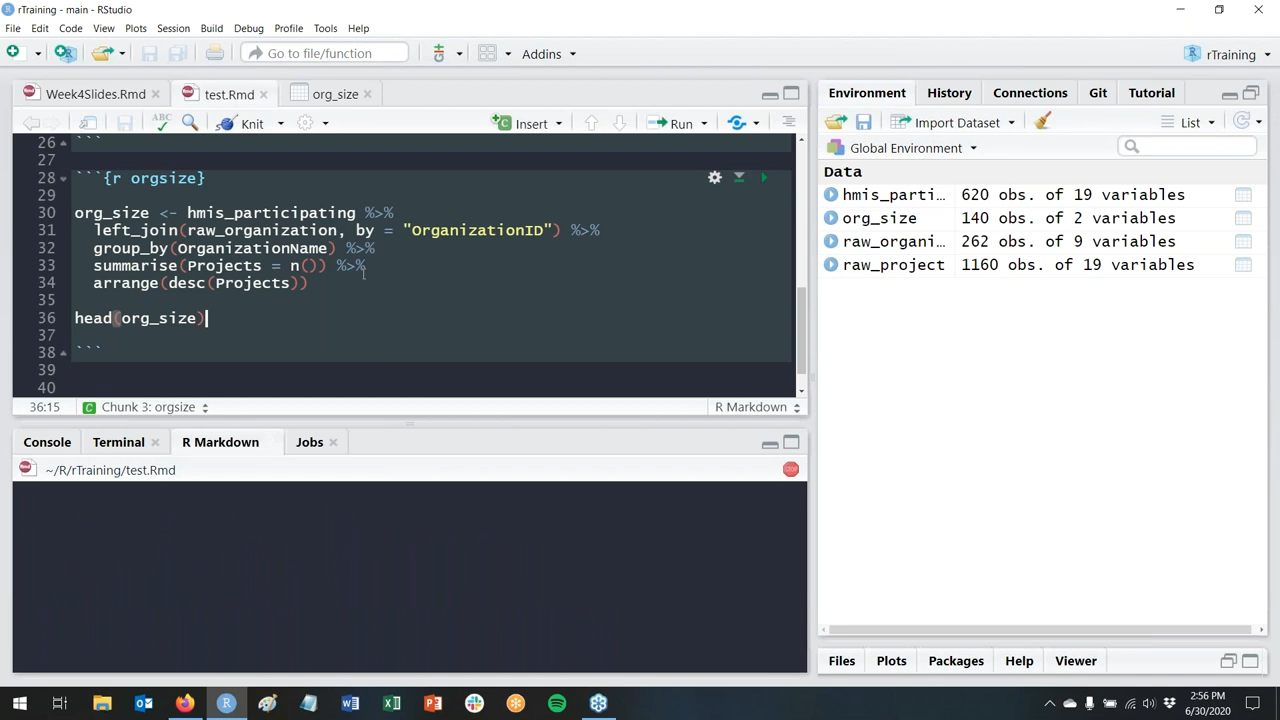 rTraining - main - RStudio
File Edit Code View Plots Session Build Debug Profile Tools Help
Go to file/function Addins rTraining
Week4Slides.Rmd test.Rmd org_size
ABC Knit Insert Run
26 ```
27
28 ```{r orgsize}
29
30 org_size <- hmis_participating %>%
31 left_join(raw_organization, by = "OrganizationID") %>%
32 group_by(OrganizationName) %>%
33 summarise(Projects = n()) %>%
34 arrange(desc(Projects))
35
36 head(org_size)
37
38 ```
39
40
36:15 Chunk 3: orgsize R Markdown
Console Terminal R Markdown Jobs
~/R/rTraining/test.Rmd STOP
Environment History Connections Git Tutorial
Import Dataset List
Global Environment
Data
hmis_parti… 620 obs. of 19 variables
org_size 140 obs. of 2 variables
raw_organi… 262 obs. of 9 variables
raw_project 1160 obs. of 19 variables
Files Plots Packages Help Viewer
2:56 PM
6/30/2020